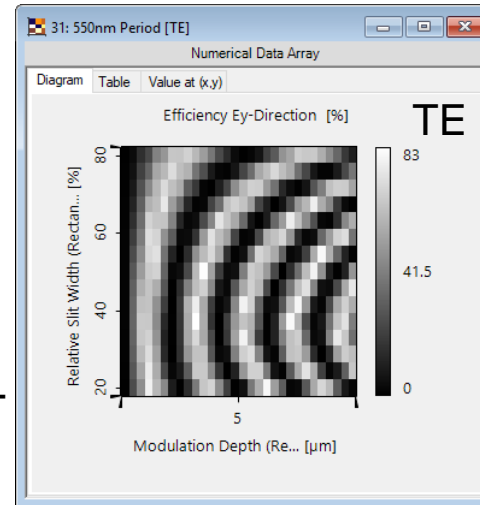 31: 550nm Period [TE]
Numerical Data Array
Diagram Table Value at (x,y)
Efficiency Ey-Direction [%]
TE
Relative Slit Width (Rectan... [%]
80
60
40
20
5
Modulation Depth (Re... [µm]
83
41.5
0